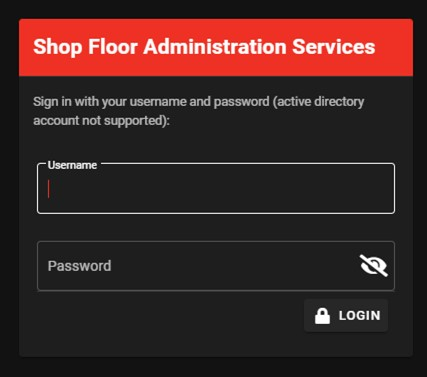 Shop Floor Administration Services
Sign in with your username and password (active directory
account not supported):
Username
Password
LOGIN